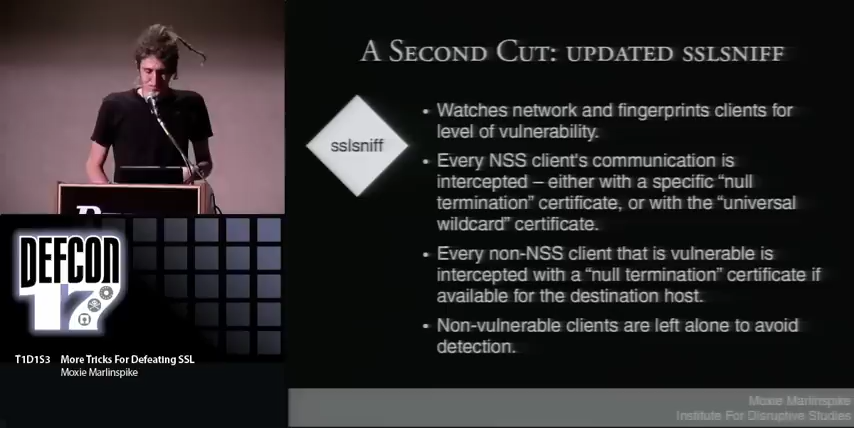 A SECOND CUT: UPDATED SSLSNIFF
sslsniff
• Watches network and fingerprints clients for
level of vulnerability.
• Every NSS client's communication is
intercepted – either with a specific “null
termination” certificate, or with the “universal
wildcard” certificate.
• Every non-NSS client that is vulnerable is
intercepted with a “null termination” certificate if
available for the destination host.
• Non-vulnerable clients are left alone to avoid
detection.
DEFCON
17
T1D1S3 More Tricks For Defeating SSL
Moxie Marlinspike
Moxie Marlinspike
Institute For Disruptive Studies